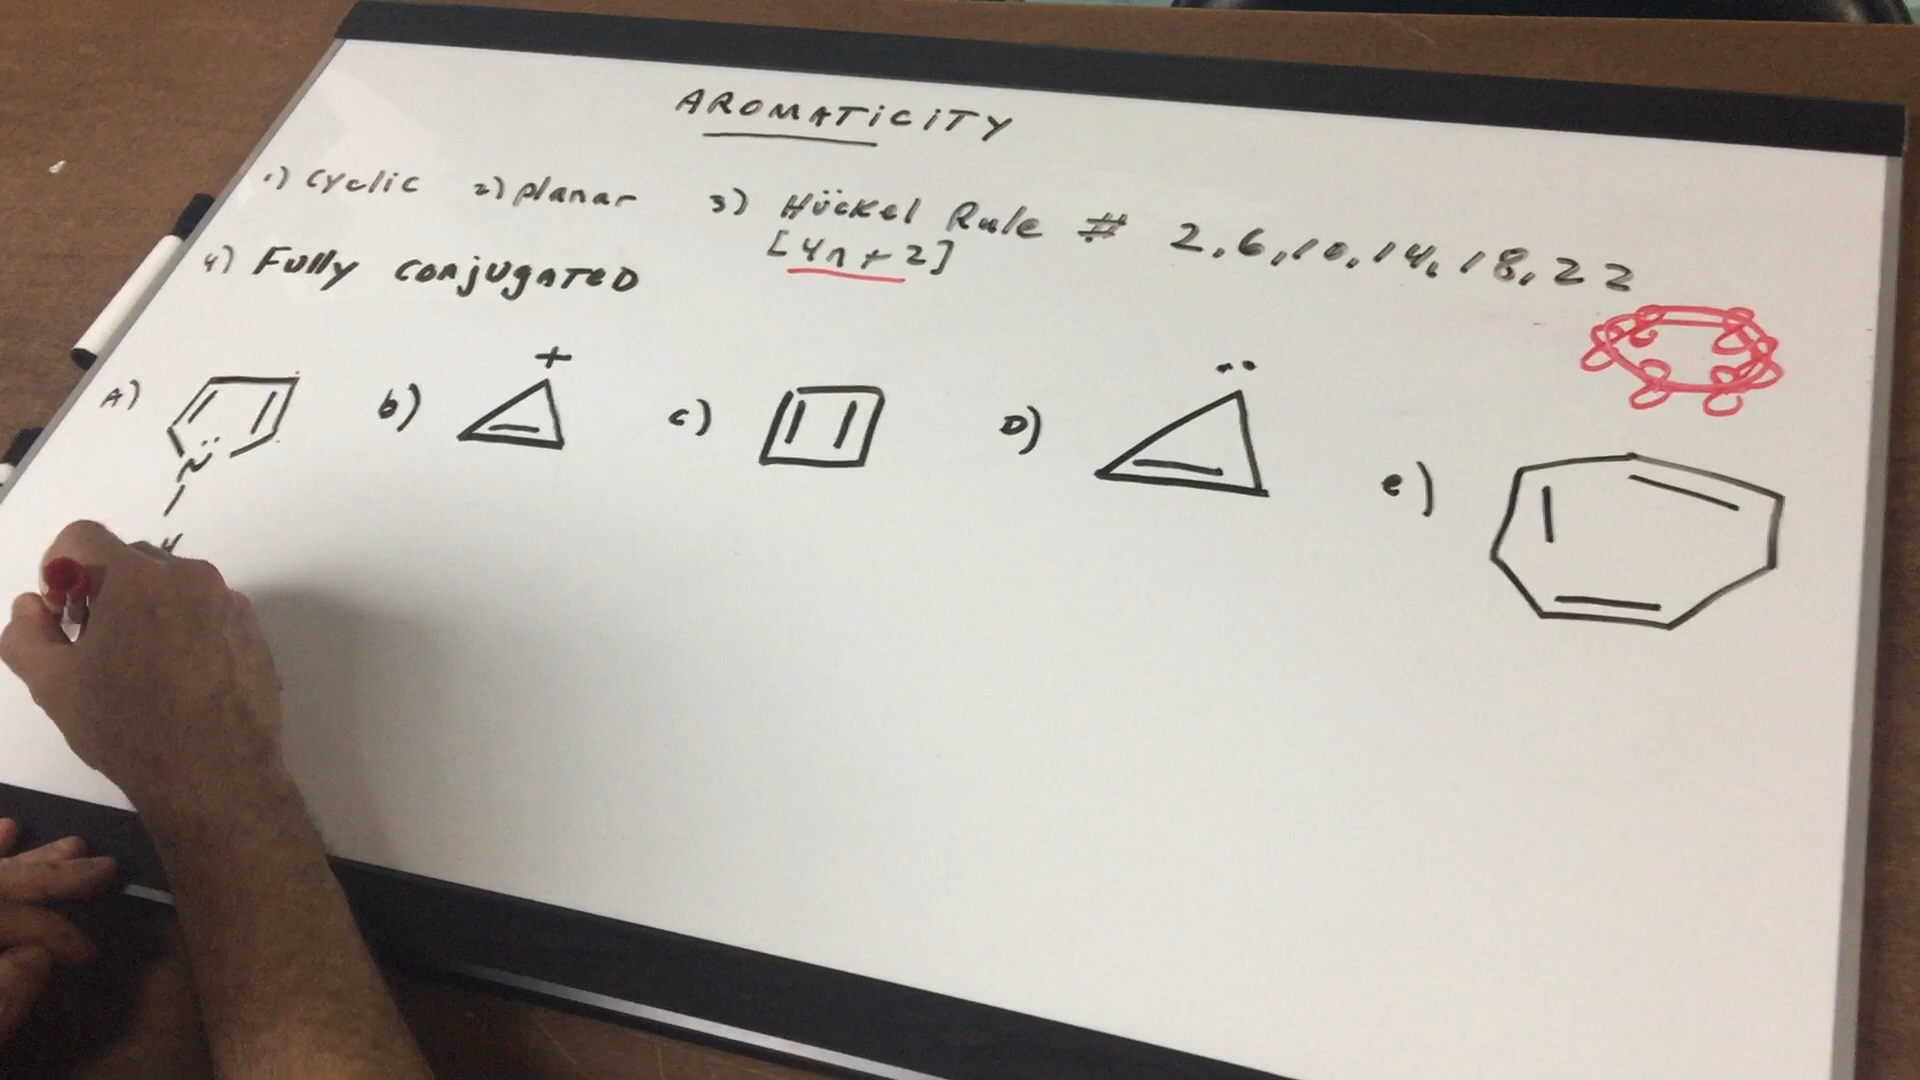 AROMATICITY
1) cyclic 2) planar 3) Hückel Rule # 2,6,10,14,18,22
[4n+2]
4) Fully conjugated
A) b) + c) D) ·· e)
··
N
H